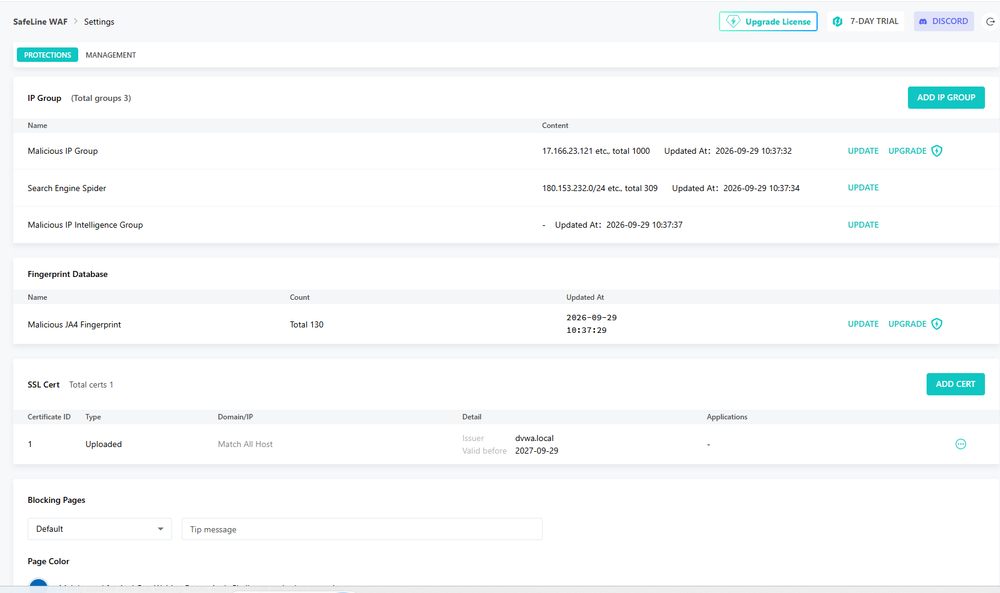 SafeLine WAF > Settings
Upgrade License
7-DAY TRIAL
DISCORD
PROTECTIONS
MANAGEMENT
IP Group (Total groups 3)
ADD IP GROUP
Name Content
Malicious IP Group 17.166.23.121 etc., total 1000 Updated At: 2026-09-29 10:37:32 UPDATE UPGRADE
Search Engine Spider 180.153.232.0/24 etc., total 309 Updated At: 2026-09-29 10:37:34 UPDATE
Malicious IP Intelligence Group - Updated At: 2026-09-29 10:37:37 UPDATE
Fingerprint Database
Name Count Updated At
Malicious JA4 Fingerprint Total 130 2026-09-29
10:37:29 UPDATE UPGRADE
SSL Cert Total certs 1
ADD CERT
Certificate ID Type Domain/IP Detail Applications
1 Uploaded Match All Host Issuer dvwa.local -
Valid before 2027-09-29
Blocking Pages
Default Tip message
Page Color